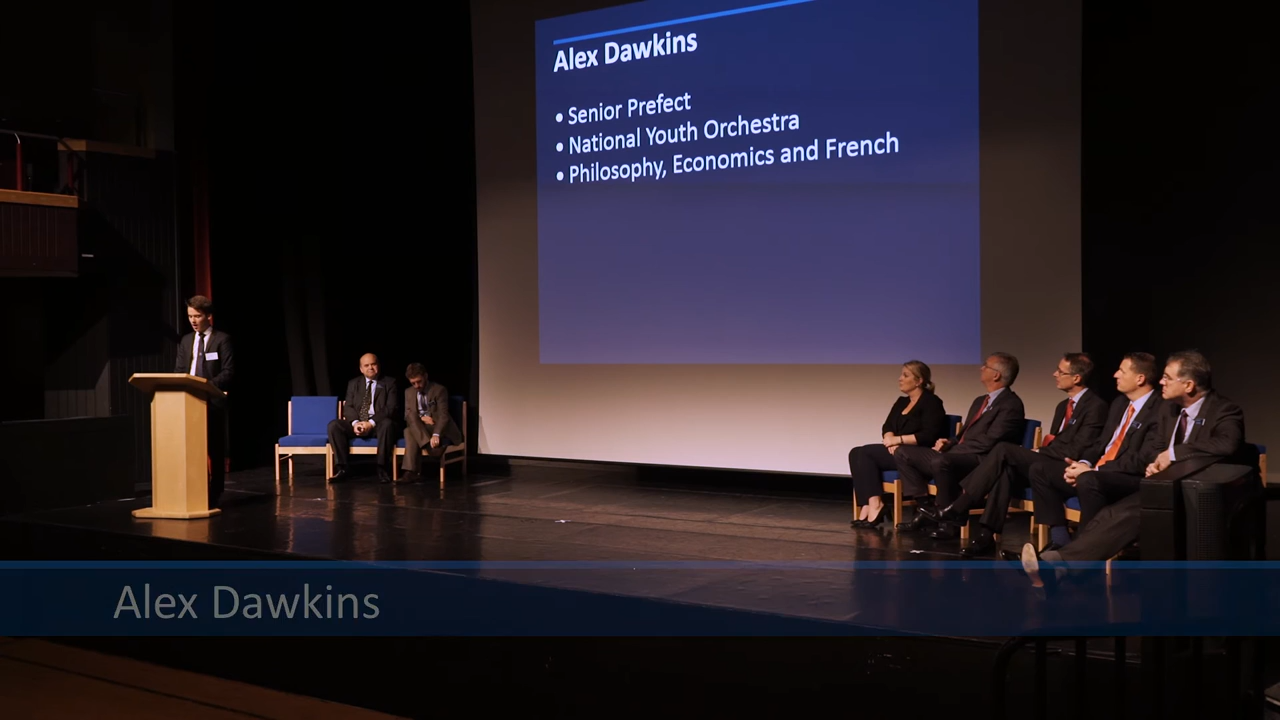 Alex Dawkins
• Senior Prefect
• National Youth Orchestra
• Philosophy, Economics and French
Alex Dawkins